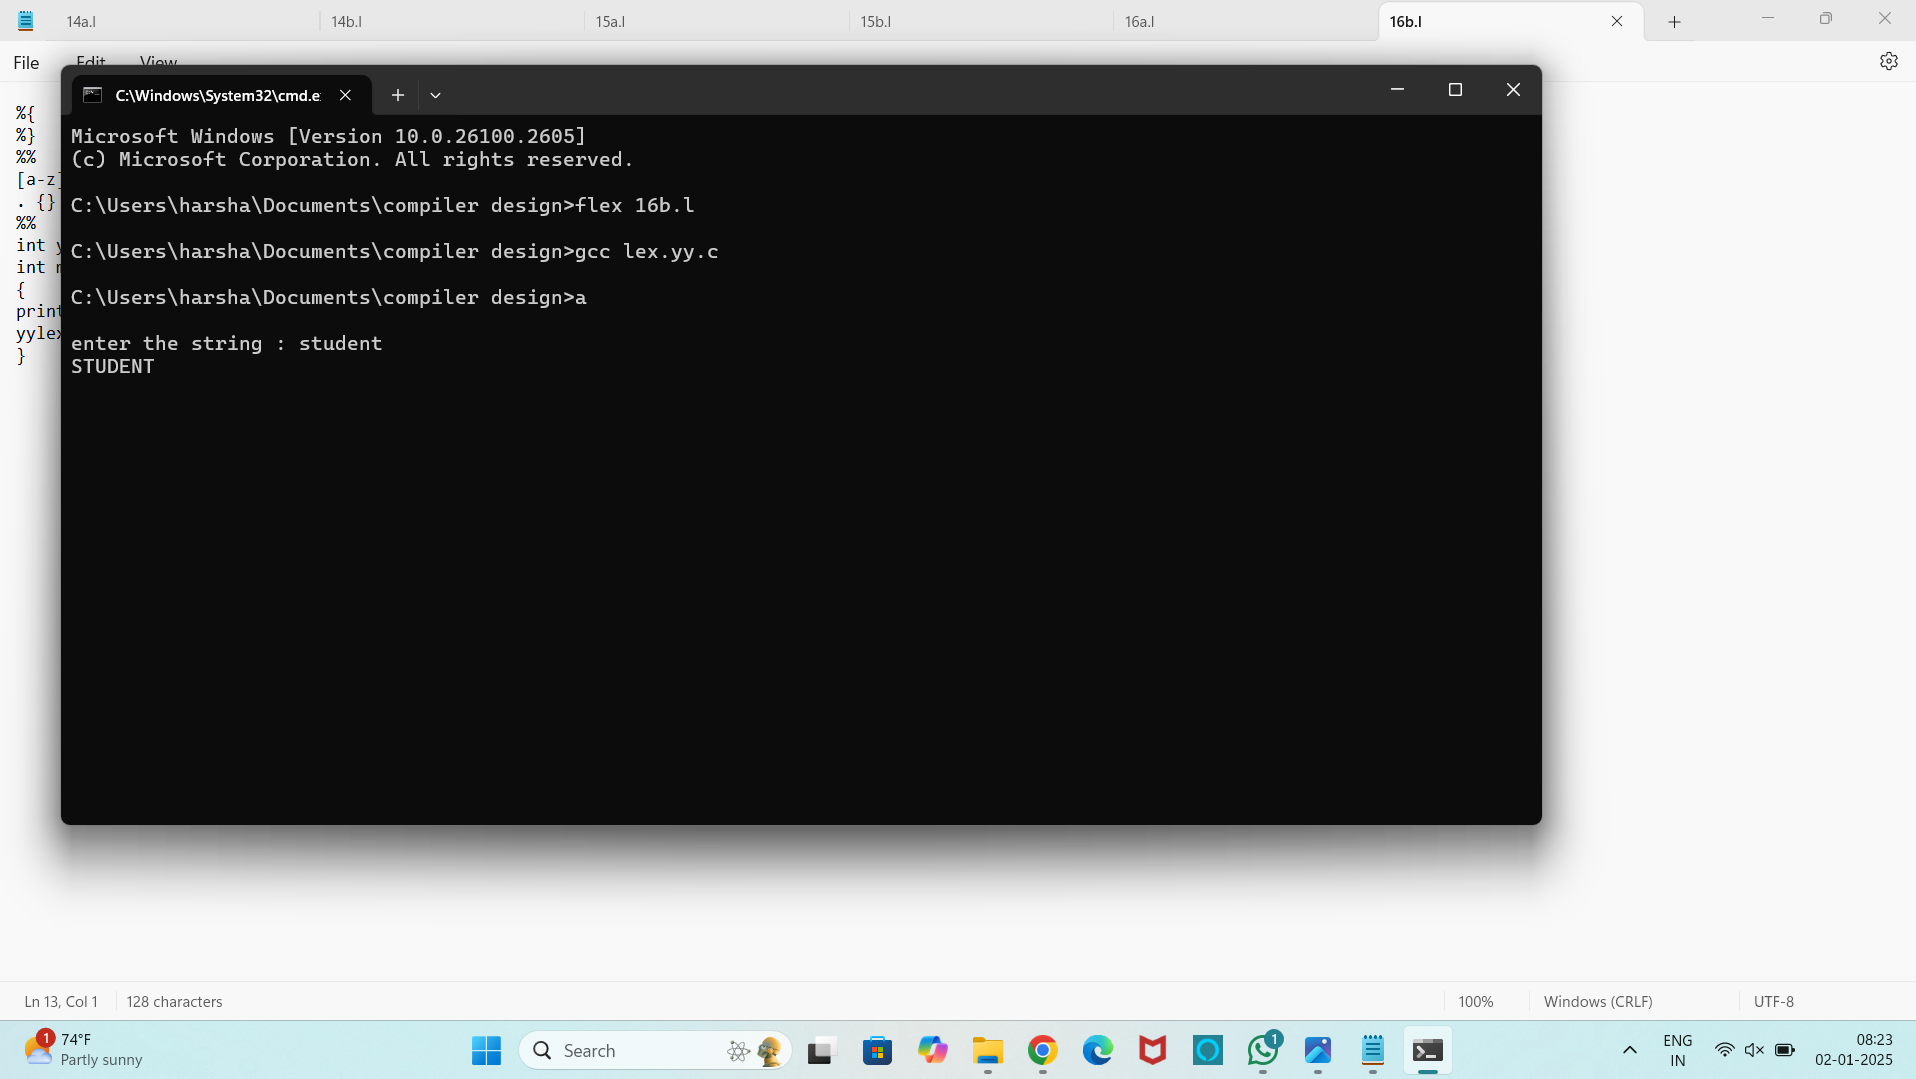 14a.l
14b.l
15a.l
15b.l
16a.l
16b.l
File
Edit
View
C:\Windows\System32\cmd.e
%{
%}
%%
[a-z]
. {}
%%
int
int
{
}
Microsoft Windows [Version 10.0.26100.2605]
(c) Microsoft Corporation. All rights reserved.
C:\Users\harsha\Documents\compiler design>flex 16b.l
C:\Users\harsha\Documents\compiler design>gcc lex.yy.c
C:\Users\harsha\Documents\compiler design>a
enter the string : student
STUDENT
Ln 13, Col 1
128 characters
100%
Windows (CRLF)
UTF-8
1
74°F
Partly sunny
Search
1
ENG
IN
08:23
02-01-2025